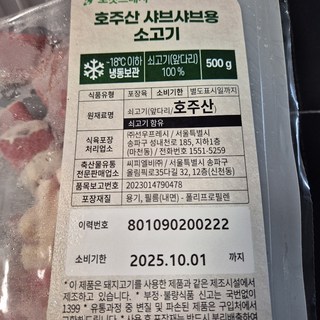 호주산 샤브샤브용
소고기
-18℃ 이하
냉동보관
쇠고기(앞다리)
100 %
500 g
식품유형 포장육 소비기한 별도표시일까지
원재료명 쇠고기(앞다리/호주산)
쇠고기 함유
식육포장
처리업소
(주)선우프레시 / 서울특별시
송파구 성내천로 185, 지하1층
(마천동) / 전화번호 1551-5259
축산물유통
전문판매업소
씨피엘비(주) / 서울특별시
올림픽로35다길 32, 12층(신천동)
품목보고번호 2023014790478
포장재질 용기, 필름(내면) - 폴리프로필렌
이력번호 801090200222
소비기한 2025.10.01 까지
* 이 제품은 돼지고기를 사용한 제품과 같은 제조시설에서
제조하고 있습니다. * 부정·불량식품 신고는 국번없이
1399 * 유통과정 중 변질 및 파손된 제품은 구입처에서